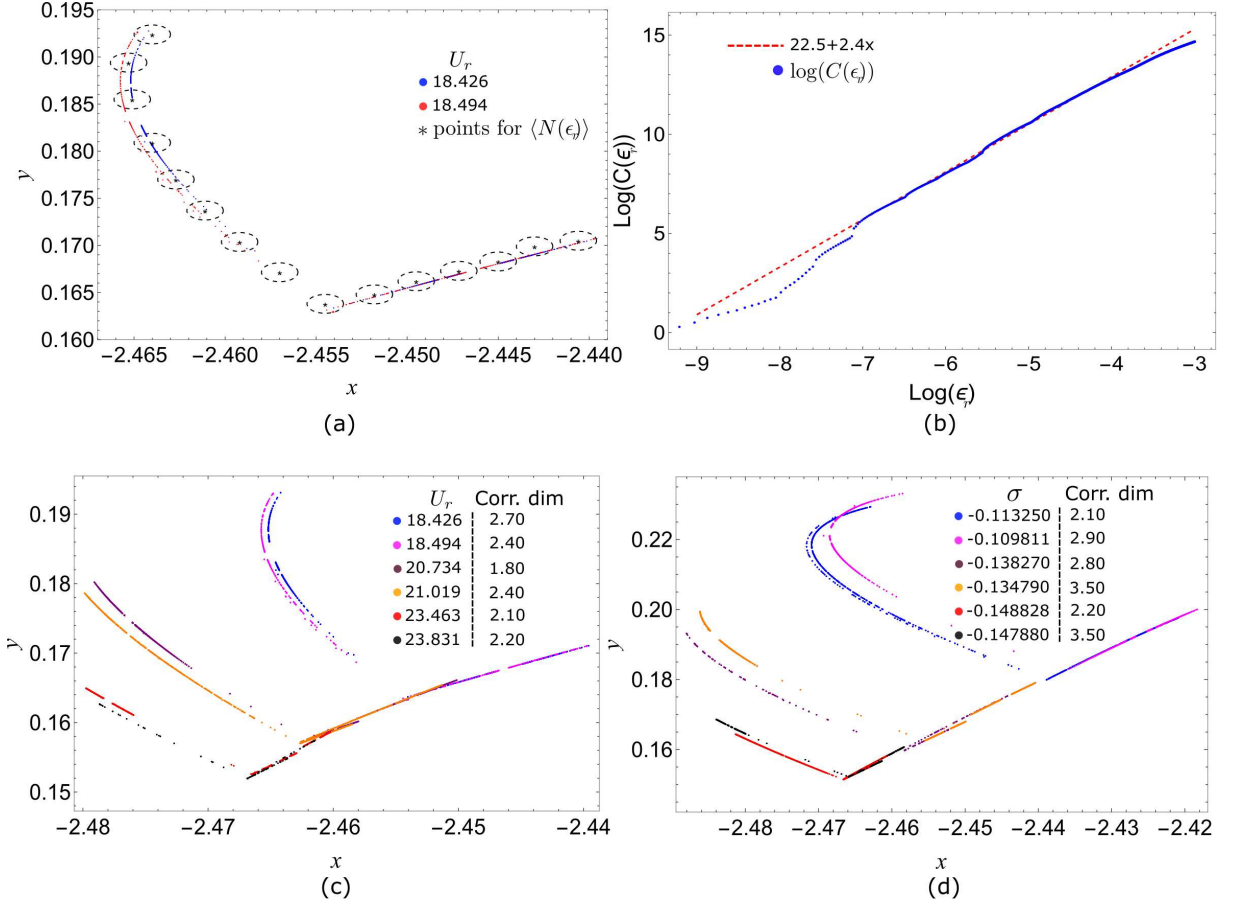 0.195
0.190
0.185
0.180
0.175
0.170
0.165
0.160
y
U_r
18.426
18.494
* points for ⟨N(ϵ_r)⟩
−2.465 −2.460 −2.455 −2.450 −2.445 −2.440
x
(a)
15
10
5
0
Log(C(ϵ_r))
22.5+2.4x
log(C(ϵ_r))
−9 −8 −7 −6 −5 −4 −3
Log(ϵ_r)
(b)
0.19
0.18
0.17
0.16
0.15
y
U_r Corr. dim
18.426 2.70
18.494 2.40
20.734 1.80
21.019 2.40
23.463 2.10
23.831 2.20
−2.48 −2.47 −2.46 −2.45 −2.44
x
(c)
0.22
0.20
0.18
0.16
y
σ Corr. dim
-0.113250 2.10
-0.109811 2.90
-0.138270 2.80
-0.134790 3.50
-0.148828 2.20
-0.147880 3.50
−2.48 −2.47 −2.46 −2.45 −2.44 −2.43 −2.42
x
(d)